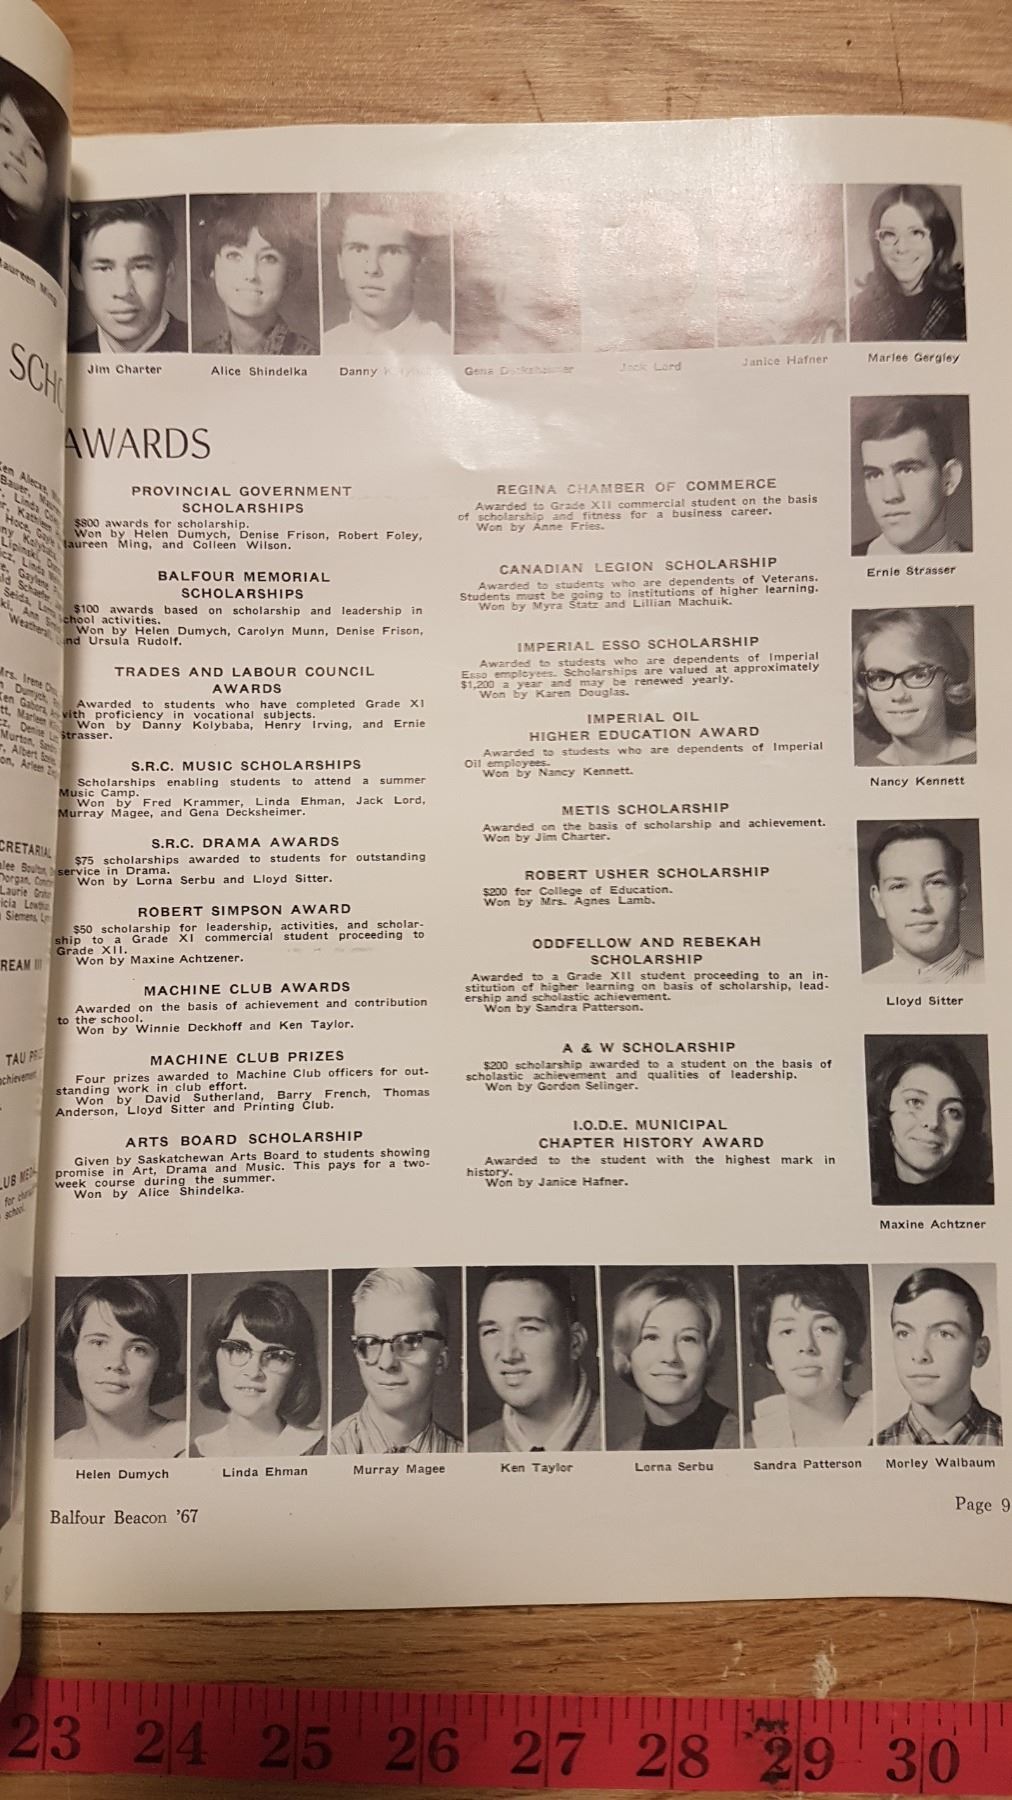 Maureen Ming
Jim Charter
Alice Shindelka
Danny Kolybaba
Gena Decksheimer
Jack Lord
Janice Hafner
Marlee Gergley
SCHO
AWARDS
PROVINCIAL GOVERNMENT
SCHOLARSHIPS
$800 awards for scholarship.
Won by Helen Dumych, Denise Frison, Robert Foley,
Maureen Ming, and Colleen Wilson.
BALFOUR MEMORIAL
SCHOLARSHIPS
$100 awards based on scholarship and leadership in
school activities.
Won by Helen Dumych, Carolyn Munn, Denise Frison,
and Ursula Rudolf.
TRADES AND LABOUR COUNCIL
AWARDS
Awarded to students who have completed Grade XI
with proficiency in vocational subjects.
Won by Danny Kolybaba, Henry Irving, and Ernie
Strasser.
S.R.C. MUSIC SCHOLARSHIPS
Scholarships enabling students to attend a summer
Music Camp.
Won by Fred Krammer, Linda Ehman, Jack Lord,
Murray Magee, and Gena Decksheimer.
S.R.C. DRAMA AWARDS
$75 scholarships awarded to students for outstanding
service in Drama.
Won by Lorna Serbu and Lloyd Sitter.
ROBERT SIMPSON AWARD
$50 scholarship for leadership, activities, and scholar-
ship to a Grade XI commercial student proceeding to
Grade XII.
Won by Maxine Achtzener.
MACHINE CLUB AWARDS
Awarded on the basis of achievement and contribution
to the school.
Won by Winnie Deckhoff and Ken Taylor.
MACHINE CLUB PRIZES
Four prizes awarded to Machine Club officers for out-
standing work in club effort.
Won by David Sutherland, Barry French, Thomas
Anderson, Lloyd Sitter and Printing Club.
ARTS BOARD SCHOLARSHIP
Given by Saskatchewan Arts Board to students showing
promise in Art, Drama and Music. This pays for a two-
week course during the summer.
Won by Alice Shindelka.
REGINA CHAMBER OF COMMERCE
Awarded to Grade XII commercial student on the basis
of scholarship and fitness for a business career.
Won by Anne Fries.
CANADIAN LEGION SCHOLARSHIP
Awarded to students who are dependents of Veterans.
Students must be going to institutions of higher learning.
Won by Myra Statz and Lillian Machuik.
IMPERIAL ESSO SCHOLARSHIP
Awarded to studests who are dependents of Imperial
Esso employees. Scholarships are valued at approximately
$1,200 a year and may be renewed yearly.
Won by Karen Douglas.
IMPERIAL OIL
HIGHER EDUCATION AWARD
Awarded to studests who are dependents of Imperial
Oil employees.
Won by Nancy Kennett.
METIS SCHOLARSHIP
Awarded on the basis of scholarship and achievement.
Won by Jim Charter.
ROBERT USHER SCHOLARSHIP
$200 for College of Education.
Won by Mrs. Agnes Lamb.
ODDFELLOW AND REBEKAH
SCHOLARSHIP
Awarded to a Grade XII student proceeding to an in-
stitution of higher learning on basis of scholarship, lead-
ership and scholastic achievement.
Won by Sandra Patterson.
A & W SCHOLARSHIP
$200 scholarship awarded to a student on the basis of
scholastic achievement and qualities of leadership.
Won by Gordon Selinger.
I.O.D.E. MUNICIPAL
CHAPTER HISTORY AWARD
Awarded to the student with the highest mark in
history.
Won by Janice Hafner.
Ernie Strasser
Nancy Kennett
Lloyd Sitter
Maxine Achtzner
Helen Dumych
Linda Ehman
Murray Magee
Ken Taylor
Lorna Serbu
Sandra Patterson
Morley Walbaum
Balfour Beacon '67
Page 9
23 24 25 26 27 28 29 30